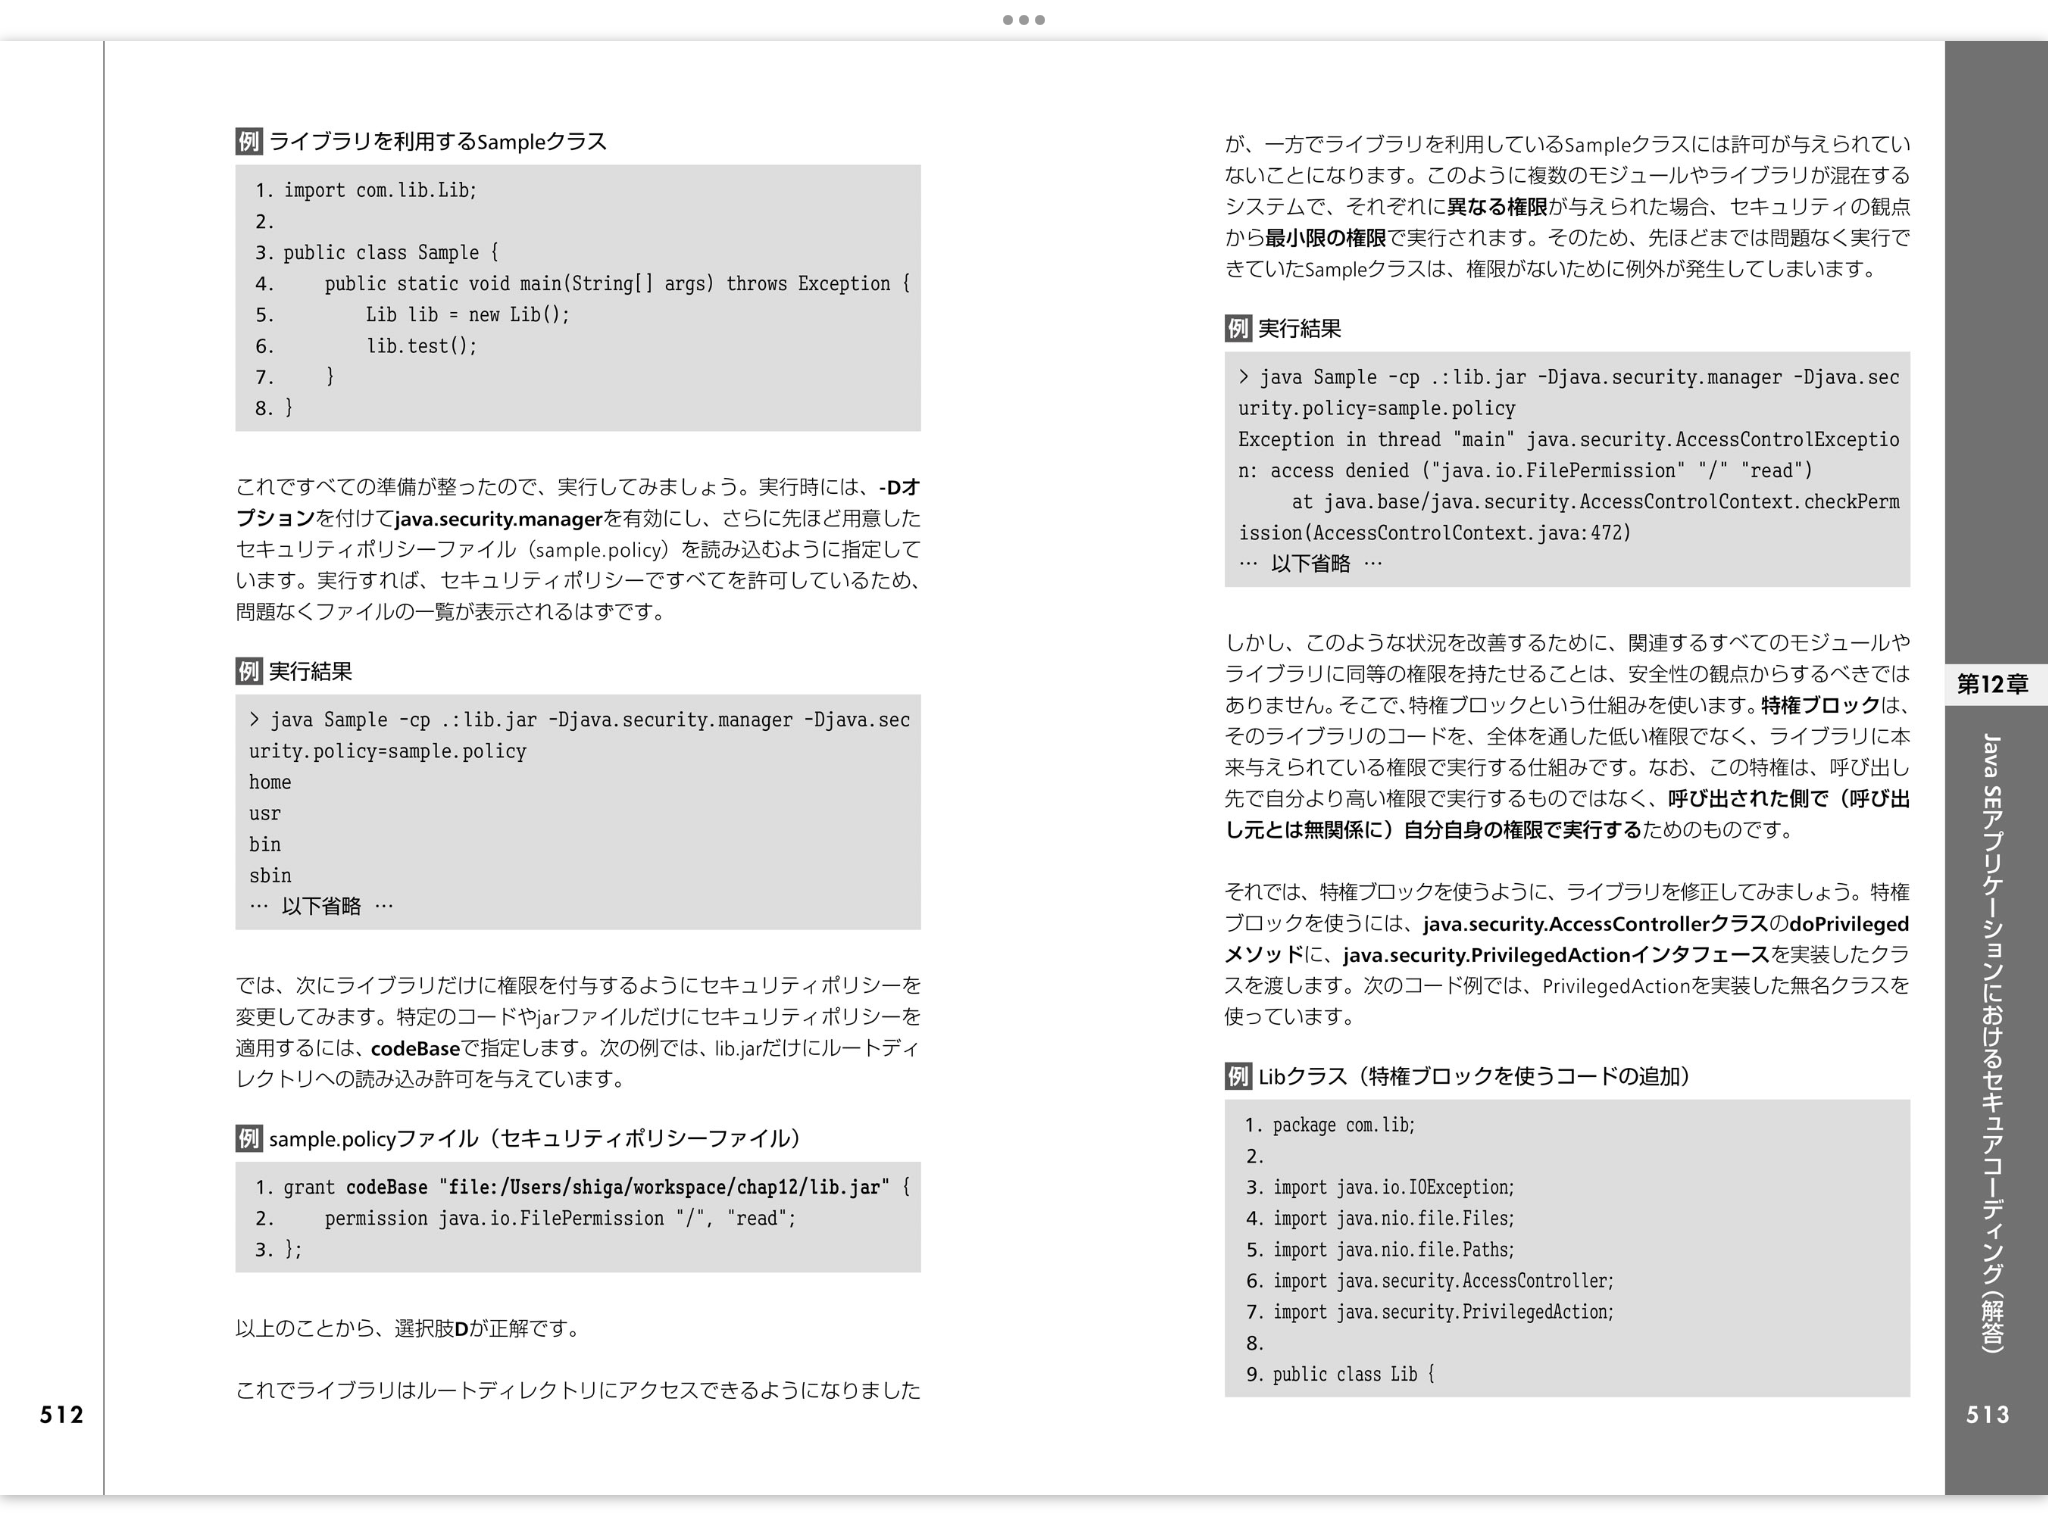 例 ライブラリを利用するSampleクラス
1. import com.lib.Lib;
2.
3. public class Sample {
4.     public static void main(String[] args) throws Exception {
5.         Lib lib = new Lib();
6.         lib.test();
7.     }
8. }
これですべての準備が整ったので、実行してみましょう。実行時には、-Dオ
プションを付けてjava.security.managerを有効にし、さらに先ほど用意した
セキュリティポリシーファイル（sample.policy）を読み込むように指定して
います。実行すれば、セキュリティポリシーですべてを許可しているため、
問題なくファイルの一覧が表示されるはずです。
例 実行結果
> java Sample -cp .:lib.jar -Djava.security.manager -Djava.sec
urity.policy=sample.policy
home
usr
bin
sbin
… 以下省略 …
では、次にライブラリだけに権限を付与するようにセキュリティポリシーを
変更してみます。特定のコードやjarファイルだけにセキュリティポリシーを
適用するには、codeBaseで指定します。次の例では、lib.jarだけにルートディ
レクトリへの読み込み許可を与えています。
例 sample.policyファイル（セキュリティポリシーファイル）
1. grant codeBase "file:/Users/shiga/workspace/chap12/lib.jar" {
2.     permission java.io.FilePermission "/", "read";
3. };
以上のことから、選択肢Dが正解です。
これでライブラリはルートディレクトリにアクセスできるようになりました
512
が、一方でライブラリを利用しているSampleクラスには許可が与えられてい
ないことになります。このように複数のモジュールやライブラリが混在する
システムで、それぞれに異なる権限が与えられた場合、セキュリティの観点
から最小限の権限で実行されます。そのため、先ほどまでは問題なく実行で
きていたSampleクラスは、権限がないために例外が発生してしまいます。
例 実行結果
> java Sample -cp .:lib.jar -Djava.security.manager -Djava.sec
urity.policy=sample.policy
Exception in thread "main" java.security.AccessControlExceptio
n: access denied ("java.io.FilePermission" "/" "read")
     at java.base/java.security.AccessControlContext.checkPerm
ission(AccessControlContext.java:472)
… 以下省略 …
しかし、このような状況を改善するために、関連するすべてのモジュールや
ライブラリに同等の権限を持たせることは、安全性の観点からするべきでは
ありません。そこで、特権ブロックという仕組みを使います。特権ブロックは、
そのライブラリのコードを、全体を通した低い権限でなく、ライブラリに本
来与えられている権限で実行する仕組みです。なお、この特権は、呼び出し
先で自分より高い権限で実行するものではなく、呼び出された側で（呼び出
し元とは無関係に）自分自身の権限で実行するためのものです。
それでは、特権ブロックを使うように、ライブラリを修正してみましょう。特権
ブロックを使うには、java.security.AccessControllerクラスのdoPrivileged
メソッドに、java.security.PrivilegedActionインタフェースを実装したクラ
スを渡します。次のコード例では、PrivilegedActionを実装した無名クラスを
使っています。
例 Libクラス（特権ブロックを使うコードの追加）
1. package com.lib;
2.
3. import java.io.IOException;
4. import java.nio.file.Files;
5. import java.nio.file.Paths;
6. import java.security.AccessController;
7. import java.security.PrivilegedAction;
8.
9. public class Lib {
第12章
Java SEアプリケーションにおけるセキュアコーディング（解答）
513